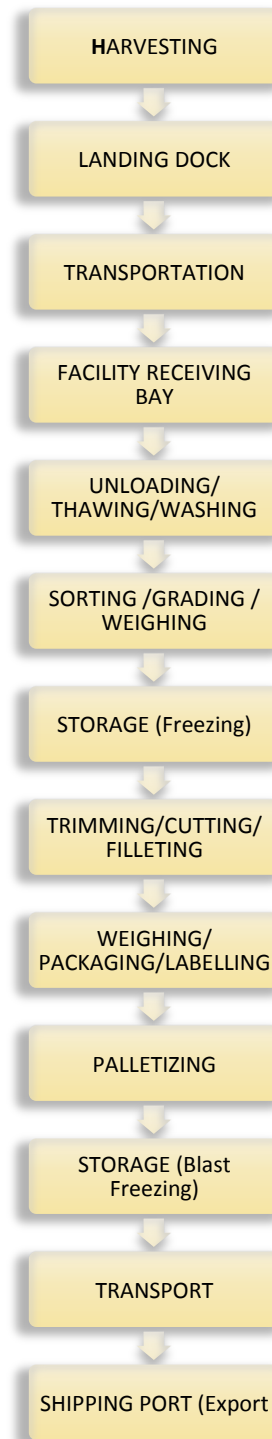 HARVESTING
LANDING DOCK
TRANSPORTATION
FACILITY RECEIVING
BAY
UNLOADING/
THAWING/WASHING
SORTING /GRADING /
WEIGHING
STORAGE (Freezing)
TRIMMING/CUTTING/
FILLETING
WEIGHING/
PACKAGING/LABELLING
PALLETIZING
STORAGE (Blast
Freezing)
TRANSPORT
SHIPPING PORT (Export